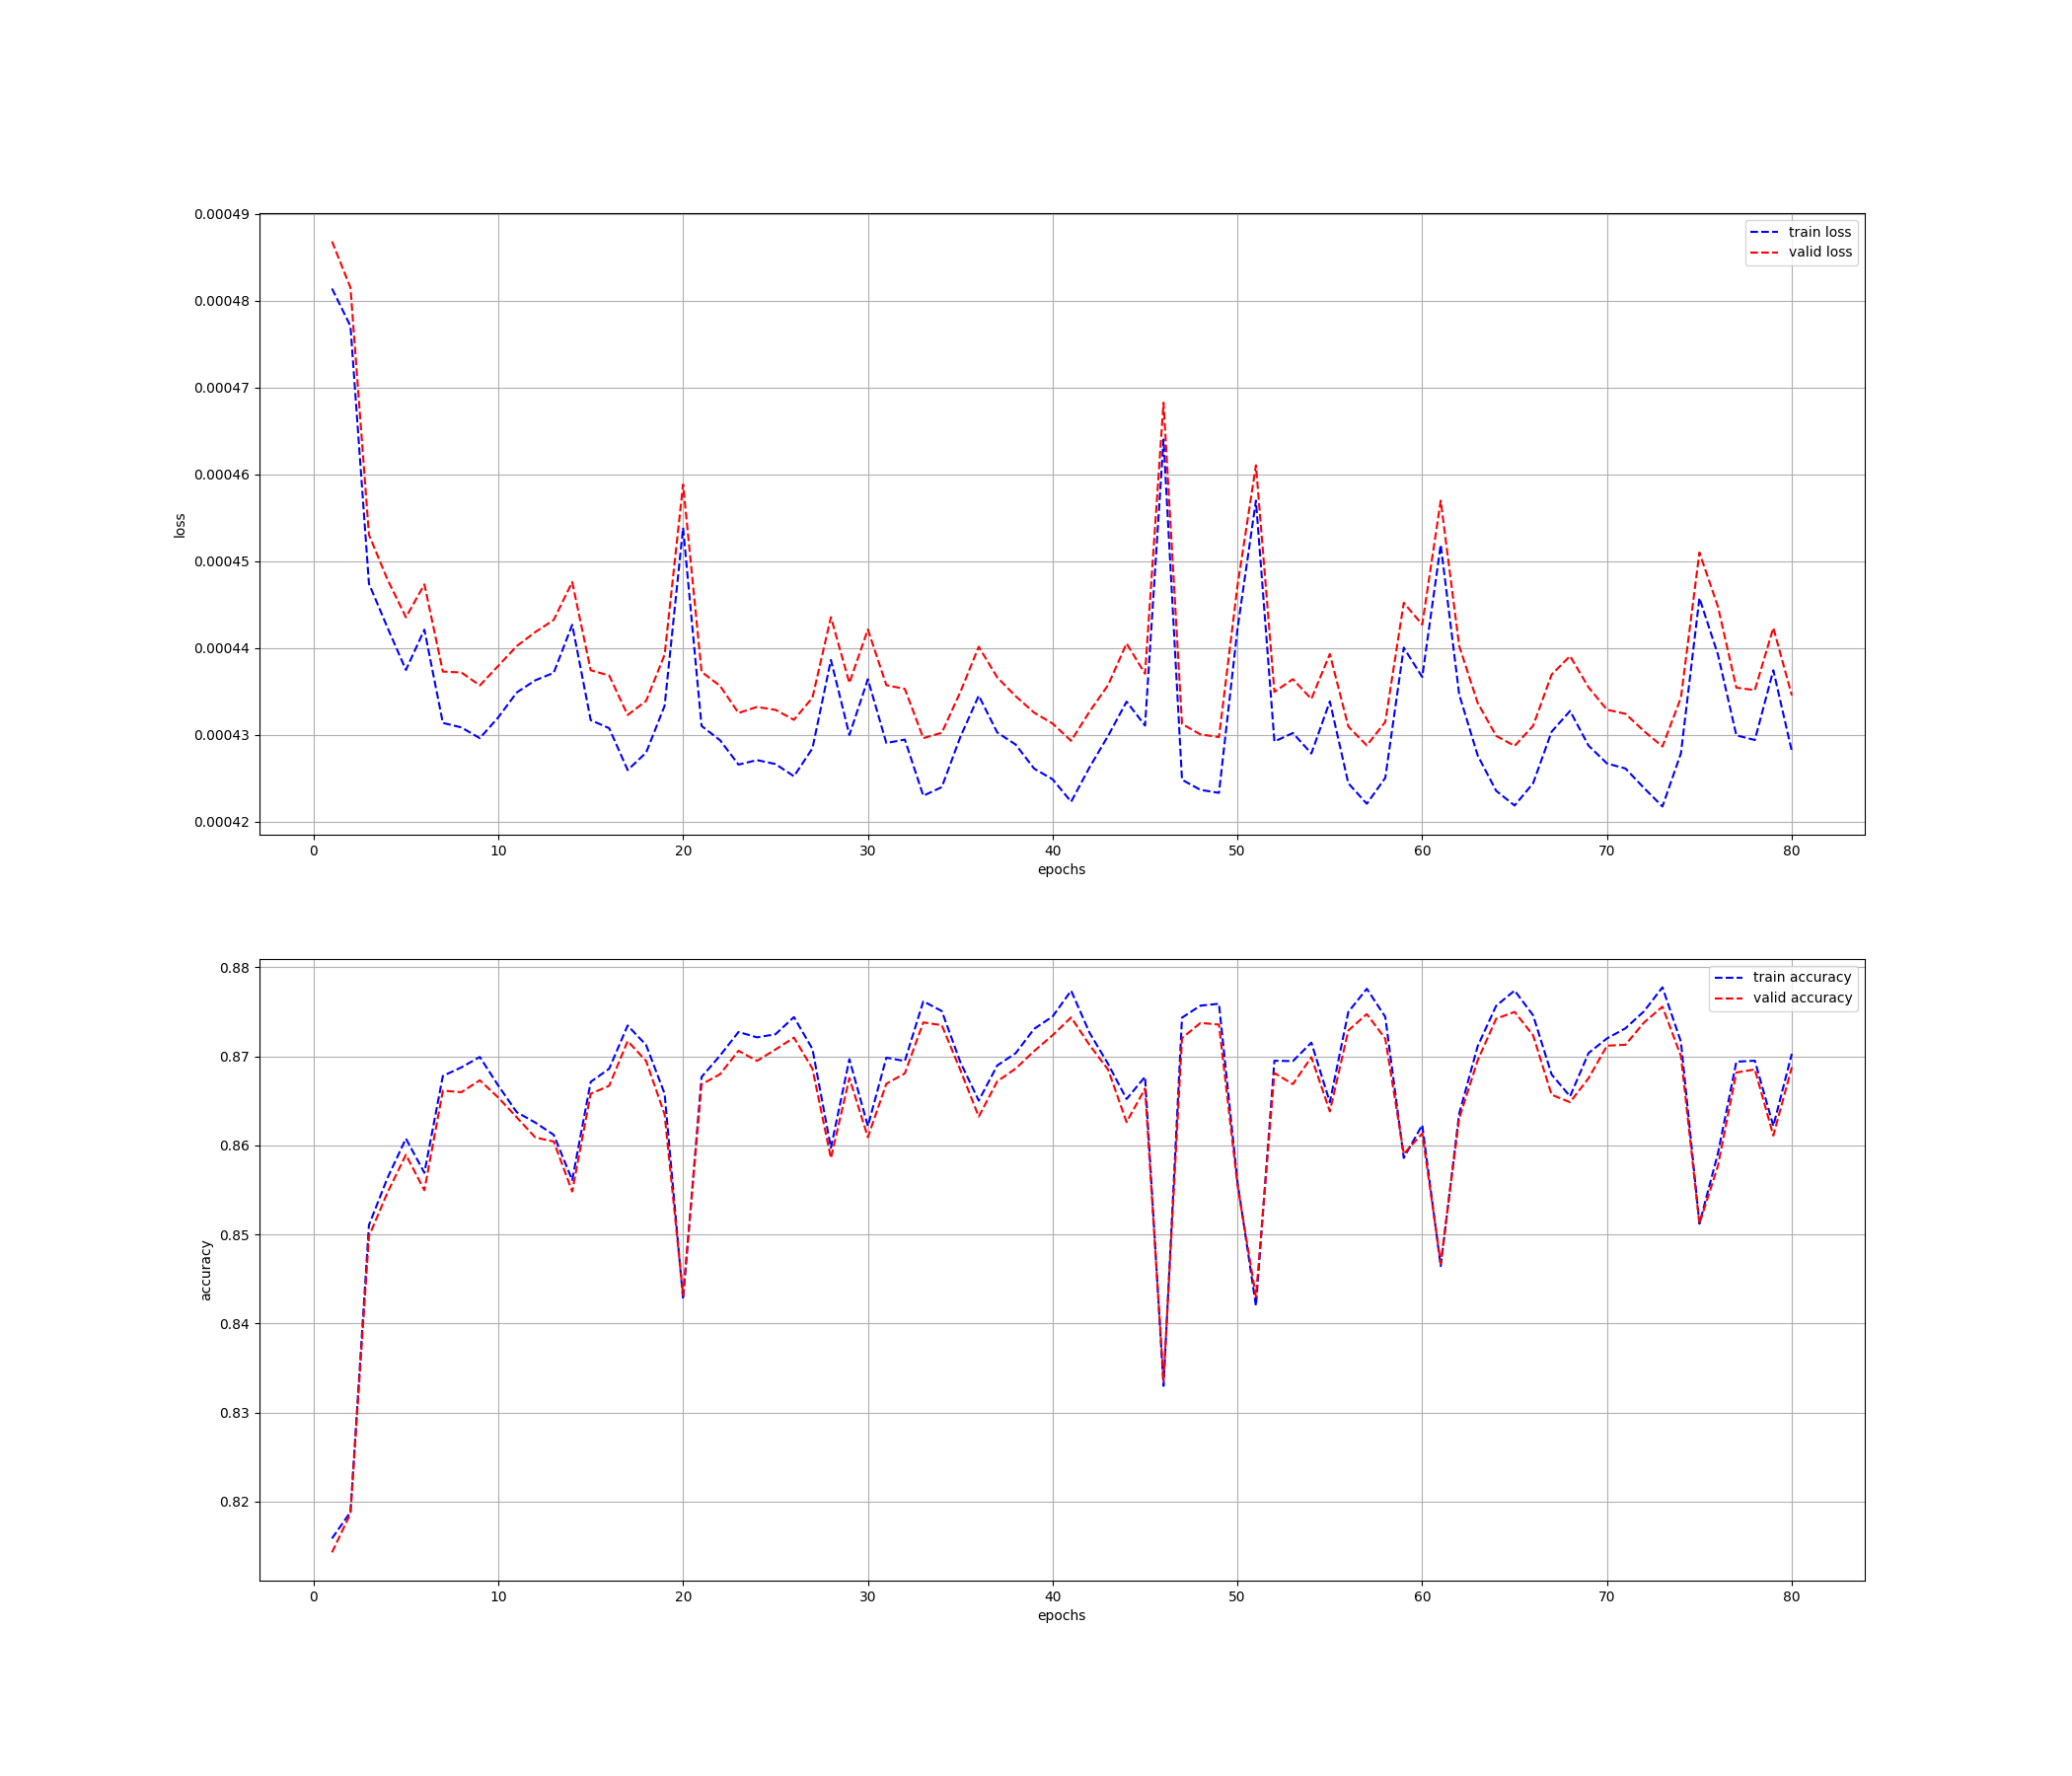 0.00049
0.00048
0.00047
0.00046
0.00045
0.00044
0.00043
0.00042
loss
train loss
valid loss
0 10 20 30 40 50 60 70 80
epochs
0.88
0.87
0.86
0.85
0.84
0.83
0.82
accuracy
train accuracy
valid accuracy
0 10 20 30 40 50 60 70 80
epochs